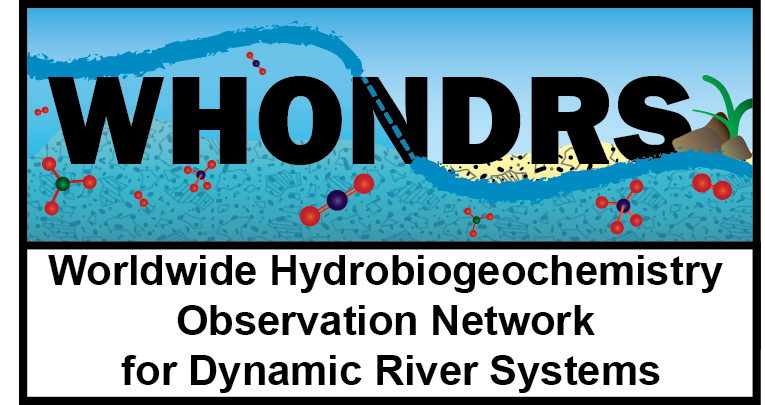 WHONDRS
Worldwide Hydrobiogeochemistry
Observation Network
for Dynamic River Systems